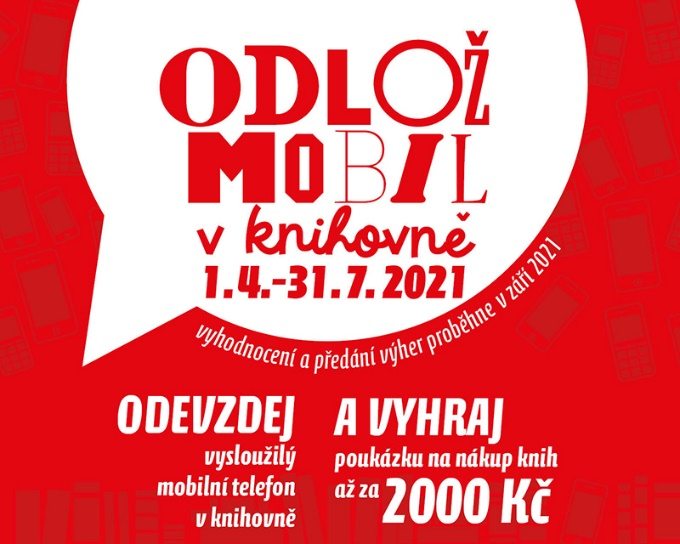 ODLOŽ
MOBIL
v knihovně
1.4.-31.7.2021
vyhodnocení a předání výher proběhne v září 2021
ODEVZDEJ
vysloužilý
mobilní telefon
v knihovně
A VYHRAJ
poukázku na nákup knih
až za 2000 Kč